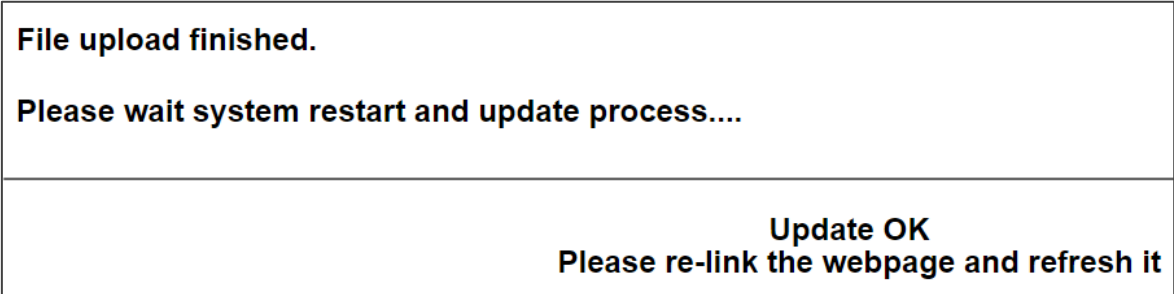 File upload finished.
Please wait system restart and update process....
Update OK
Please re-link the webpage and refresh it